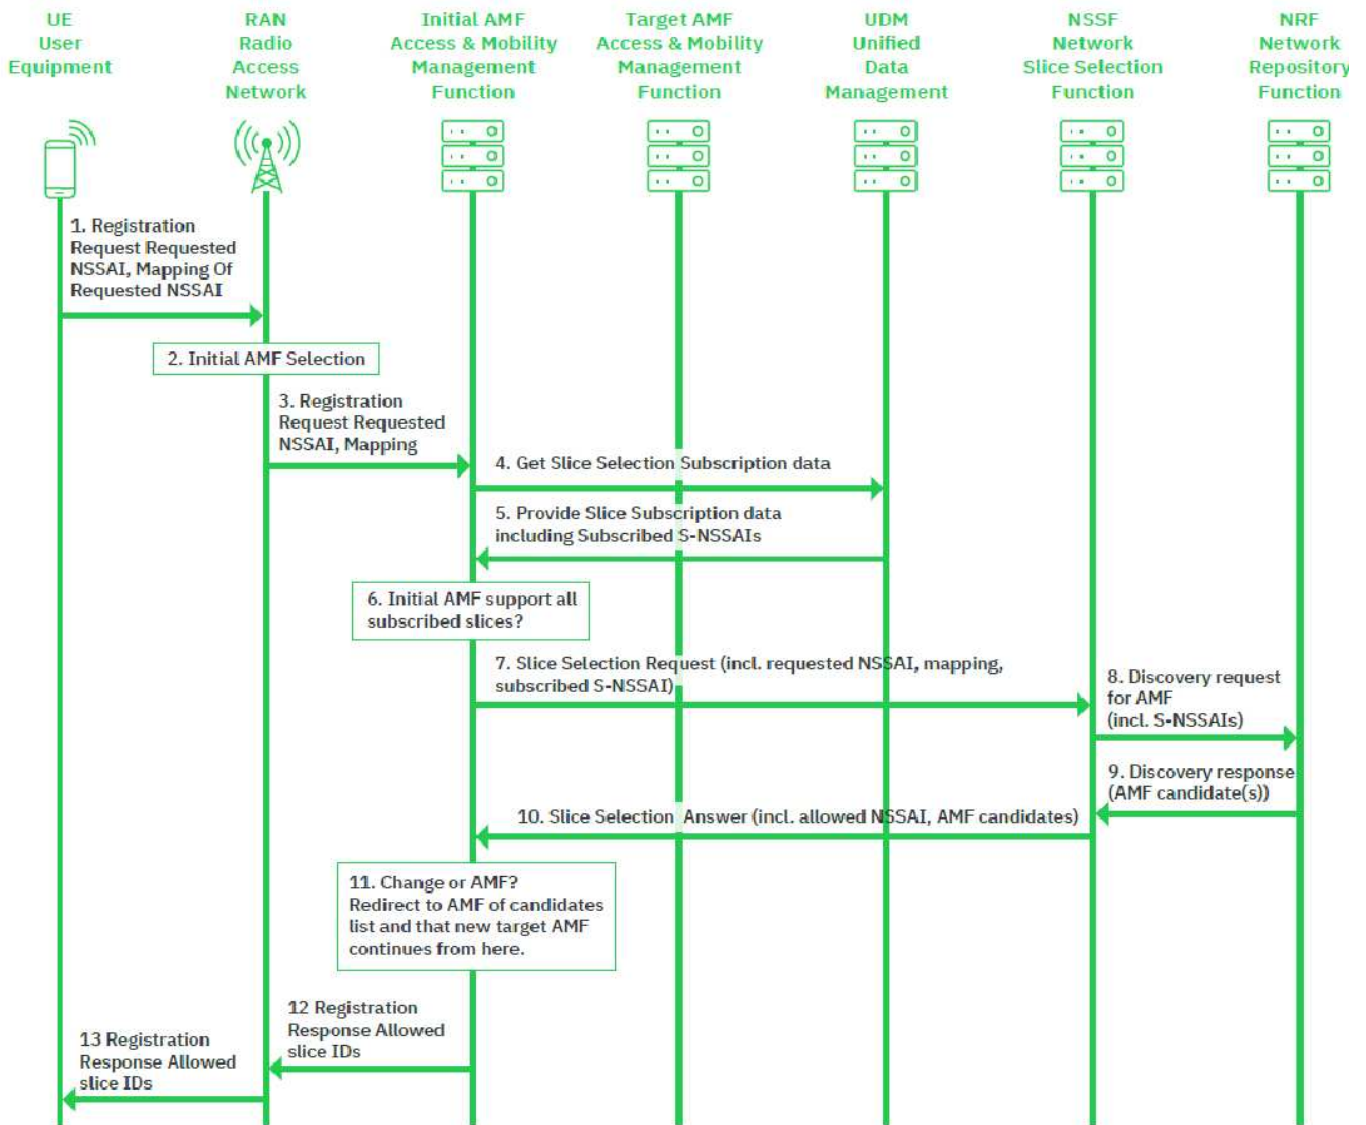 UE
User
Equipment
RAN
Radio
Access
Network
Initial AMF
Access & Mobility
Management
Function
Target AMF
Access & Mobility
Management
Function
UDM
Unified
Data
Management
NSSF
Network
Slice Selection
Function
NRF
Network
Repository
Function
1. Registration
Request Requested
NSSAI, Mapping Of
Requested NSSAI
2. Initial AMF Selection
3. Registration
Request Requested
NSSAI, Mapping
4. Get Slice Selection Subscription data
5. Provide Slice Subscription data
including Subscribed S-NSSAIs
6. Initial AMF support all
subscribed slices?
7. Slice Selection Request (incl. requested NSSAI, mapping,
subscribed S-NSSAI)
8. Discovery request
for AMF
(incl. S-NSSAIs)
9. Discovery response
(AMF candidate(s))
10. Slice Selection Answer (incl. allowed NSSAI, AMF candidates)
11. Change or AMF?
Redirect to AMF of candidates
list and that new target AMF
continues from here.
12 Registration
Response Allowed
slice IDs
13 Registration
Response Allowed
slice IDs